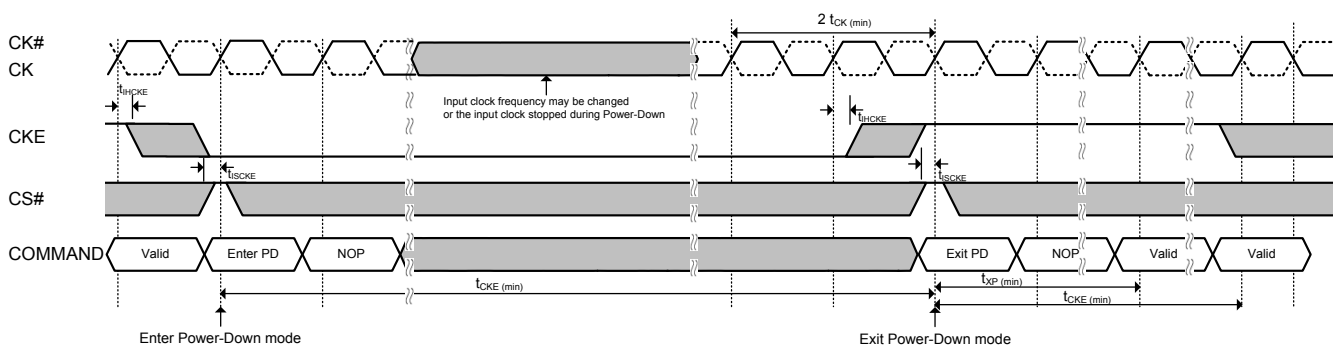 2 tCK (min)
CK#
CK
tIHCKE
Input clock frequency may be changed
or the input clock stopped during Power-Down
tIHCKE
CKE
tISCKE
tISCKE
CS#
COMMAND Valid Enter PD NOP Exit PD NOP Valid Valid
tCKE (min)
tXP (min)
tCKE (min)
Enter Power-Down mode
Exit Power-Down mode